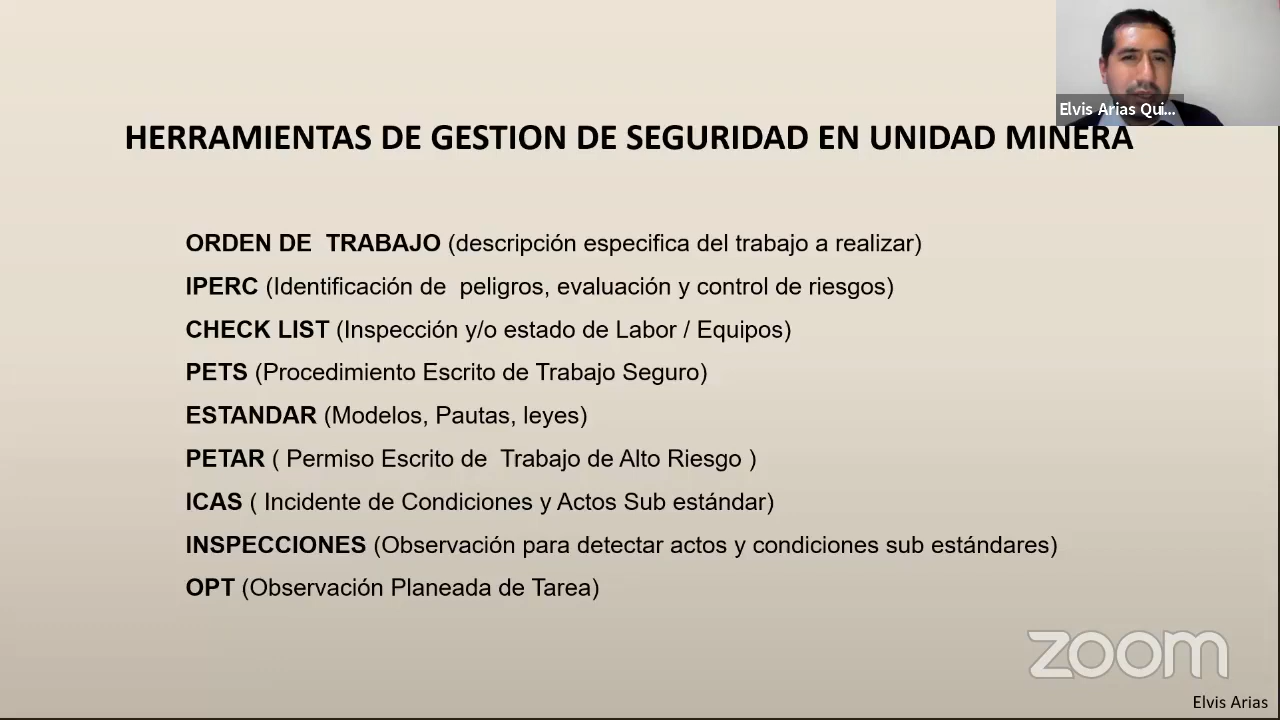 Elvis Arias Qui...
HERRAMIENTAS DE GESTION DE SEGURIDAD EN UNIDAD MINERA
ORDEN DE TRABAJO (descripción especifica del trabajo a realizar)
IPERC (Identificación de peligros, evaluación y control de riesgos)
CHECK LIST (Inspección y/o estado de Labor / Equipos)
PETS (Procedimiento Escrito de Trabajo Seguro)
ESTANDAR (Modelos, Pautas, leyes)
PETAR ( Permiso Escrito de Trabajo de Alto Riesgo )
ICAS ( Incidente de Condiciones y Actos Sub estándar)
INSPECCIONES (Observación para detectar actos y condiciones sub estándares)
OPT (Observación Planeada de Tarea)
zoom
Elvis Arias